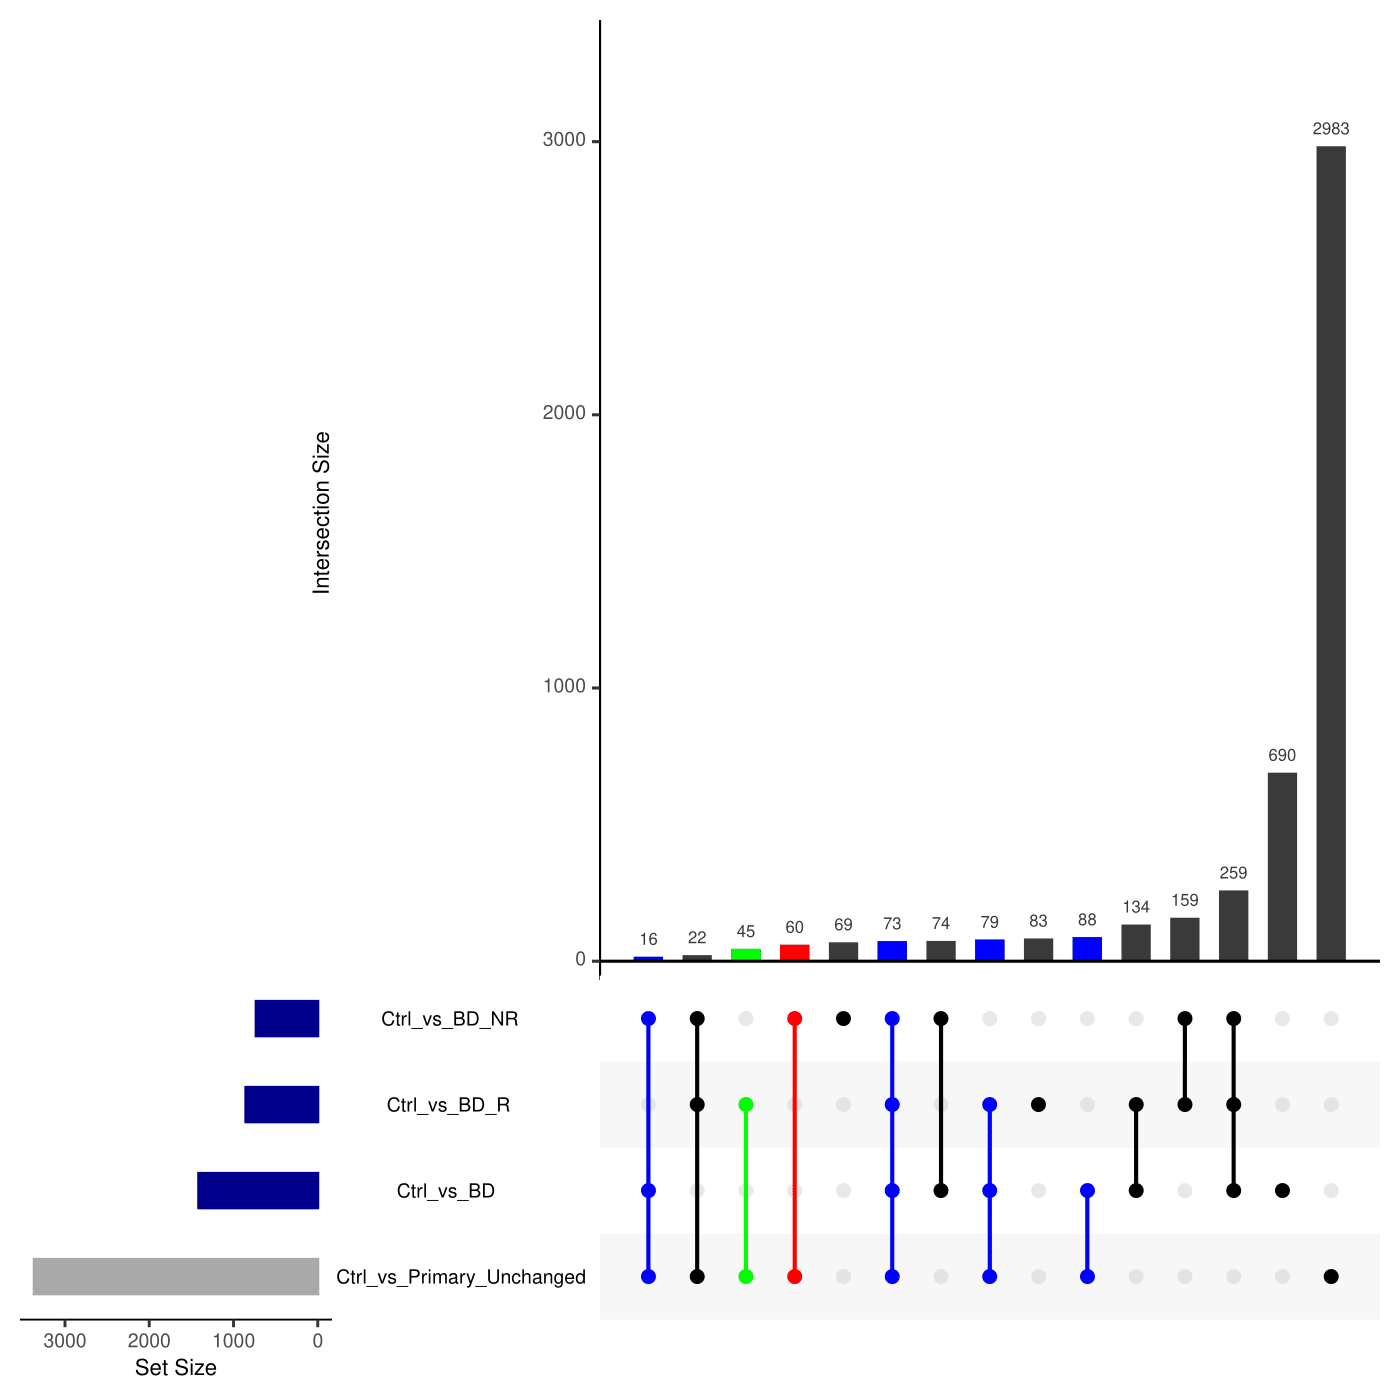 Intersection Size
3000
2000
1000
0
16 22 45 60 69 73 74 79 83 88 134 159 259 690 2983
Ctrl_vs_BD_NR
Ctrl_vs_BD_R
Ctrl_vs_BD
Ctrl_vs_Primary_Unchanged
3000 2000 1000 0
Set Size